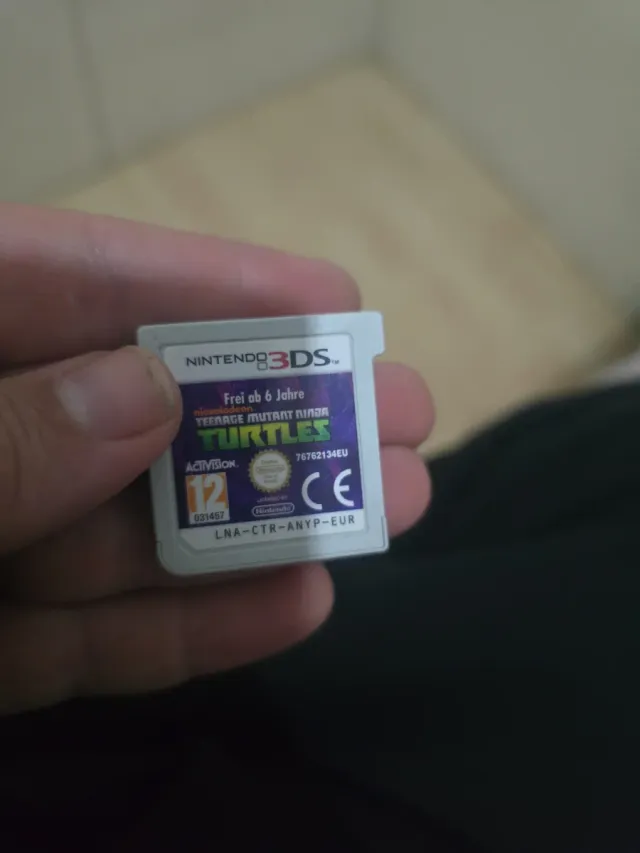 NINTENDO 3DS™
Frei ab 6 Jahre
nickelodeon
TEENAGE MUTANT NINJA
TURTLES
ACTIVISION.
76762134EU
12
031457
Nintendo
CE
LNA-CTR-ANYP-EUR